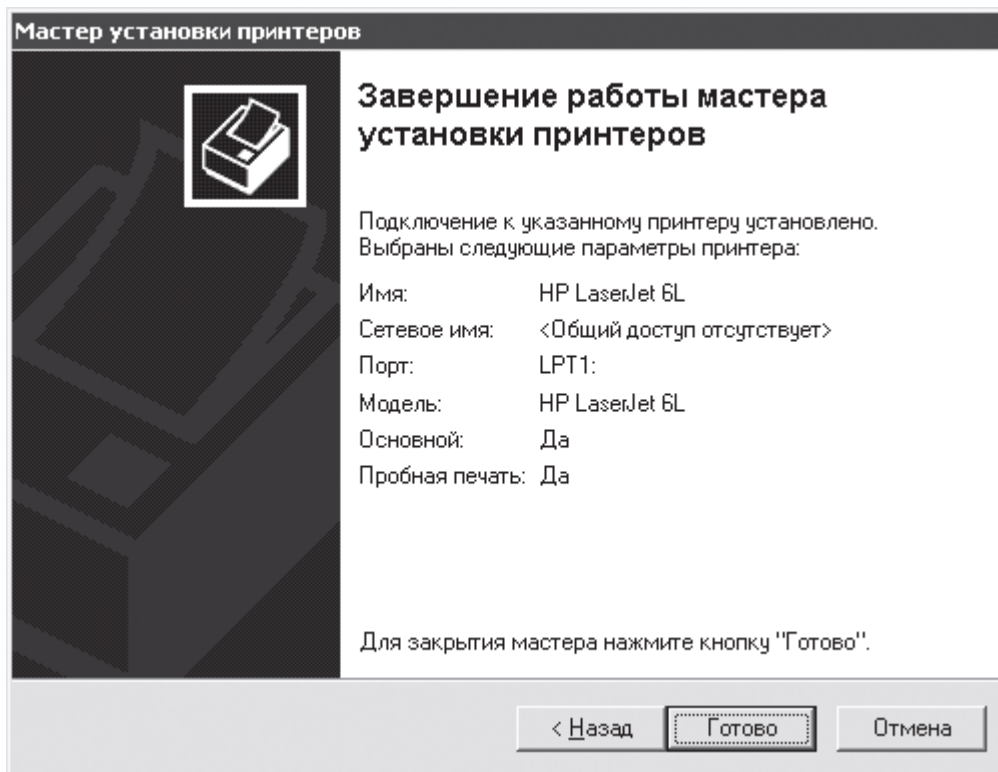 Мастер установки принтеров
Завершение работы мастера
установки принтеров
Подключение к указанному принтеру установлено.
Выбраны следующие параметры принтера:
Имя: HP LaserJet 6L
Сетевое имя: <Общий доступ отсутствует>
Порт: LPT1:
Модель: HP LaserJet 6L
Основной: Да
Пробная печать: Да
Для закрытия мастера нажмите кнопку "Готово".
< Назад Готово Отмена